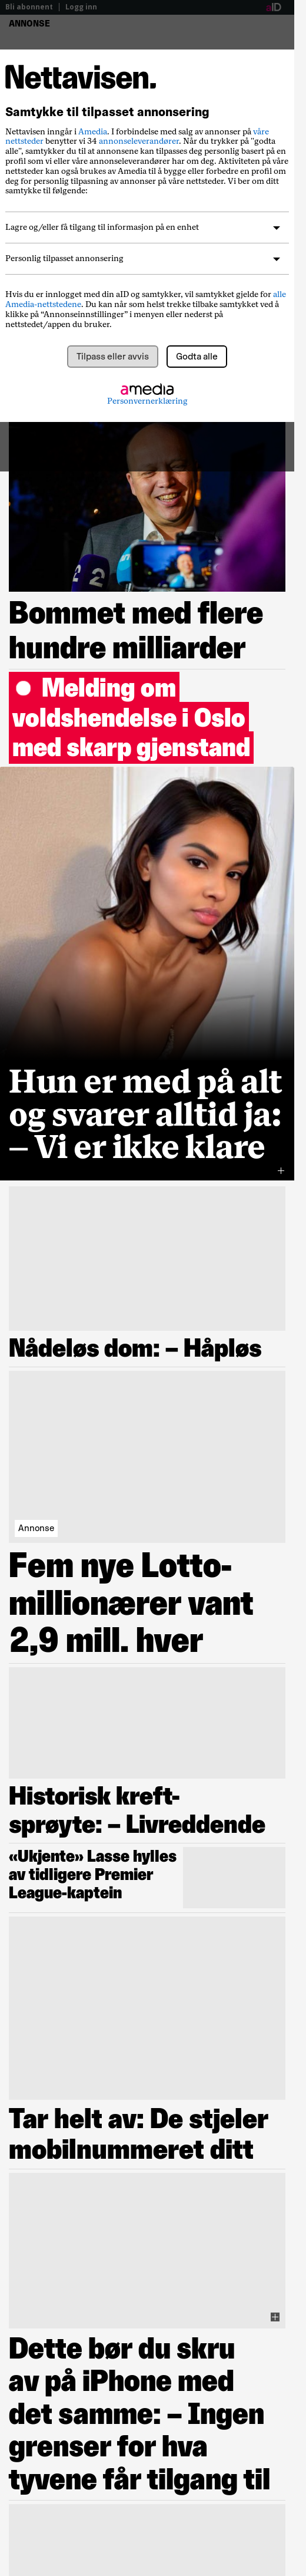 Bli abonnent | Logg inn
aID
ANNONSE
Nettavisen.
Samtykke til tilpasset annonsering
Nettavisen inngår i Amedia. I forbindelse med salg av annonser på våre
nettsteder benytter vi 34 annonseleverandører. Når du trykker på "godta
alle", samtykker du til at annonsene kan tilpasses deg personlig basert på en
profil som vi eller våre annonseleverandører har om deg. Aktiviteten på våre
nettsteder kan også brukes av Amedia til å bygge eller forbedre en profil om
deg for personlig tilpasning av annonser på våre nettsteder. Vi ber om ditt
samtykke til følgende:
Lagre og/eller få tilgang til informasjon på en enhet
Personlig tilpasset annonsering
Hvis du er innlogget med din aID og samtykker, vil samtykket gjelde for alle
Amedia-nettstedene. Du kan når som helst trekke tilbake samtykket ved å
klikke på “Annonseinnstillinger” i menyen eller nederst på
nettstedet/appen du bruker.
Tilpass eller avvis
Godta alle
amedia
Personvernerklæring
Bommet med flere
hundre milliarder
Melding om
voldshendelse i Oslo
med skarp gjenstand
Hun er med på alt
og svarer alltid ja:
– Vi er ikke klare
Nådeløs dom: – Håpløs
Annonse
Fem nye Lotto-
millionærer vant
2,9 mill. hver
Historisk kreft-
sprøyte: – Livreddende
«Ukjente» Lasse hylles
av tidligere Premier
League-kaptein
Tar helt av: De stjeler
mobilnummeret ditt
Dette bør du skru
av på iPhone med
det samme: – Ingen
grenser for hva
tyvene får tilgang til